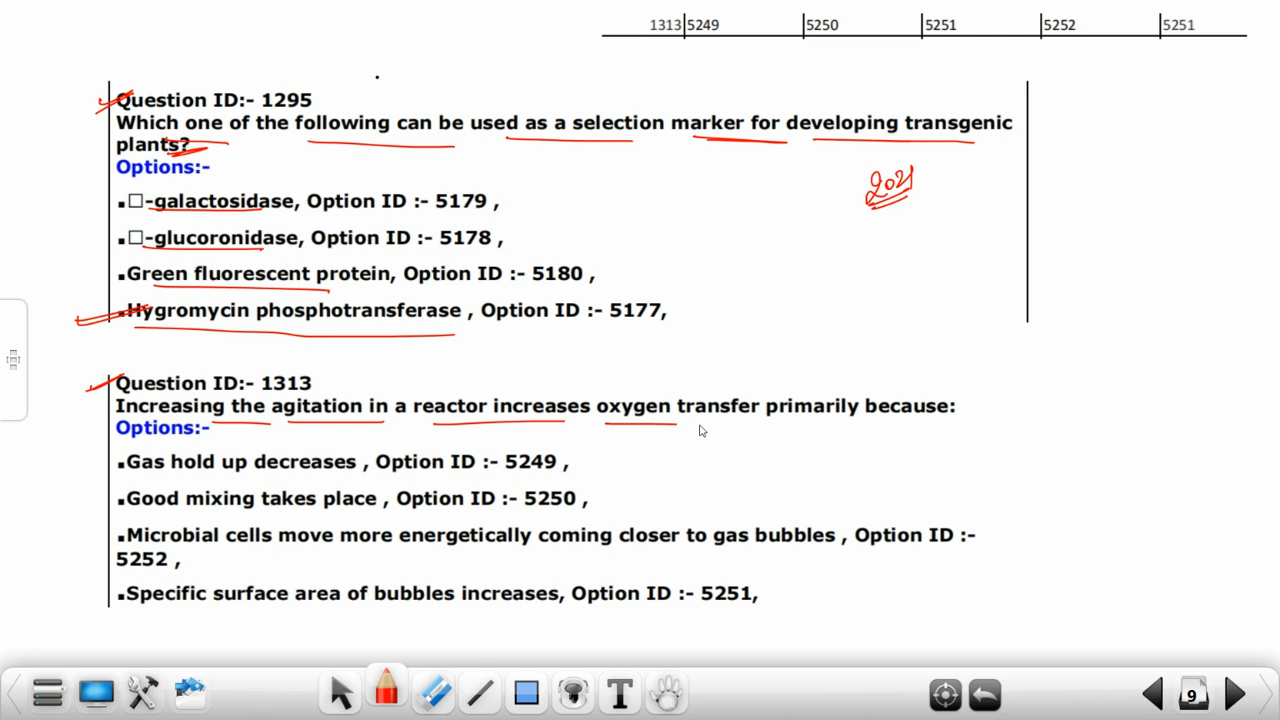 1313 5249 5250 5251 5252 5251
Question ID:- 1295
Which one of the following can be used as a selection marker for developing transgenic
plants?
Options:-
2021
.□-galactosidase, Option ID :- 5179 ,
.□-glucoronidase, Option ID :- 5178 ,
.Green fluorescent protein, Option ID :- 5180 ,
.Hygromycin phosphotransferase , Option ID :- 5177,
Question ID:- 1313
Increasing the agitation in a reactor increases oxygen transfer primarily because:
Options:-
.Gas hold up decreases , Option ID :- 5249 ,
.Good mixing takes place , Option ID :- 5250 ,
.Microbial cells move more energetically coming closer to gas bubbles , Option ID :-
5252 ,
.Specific surface area of bubbles increases, Option ID :- 5251,
T 9